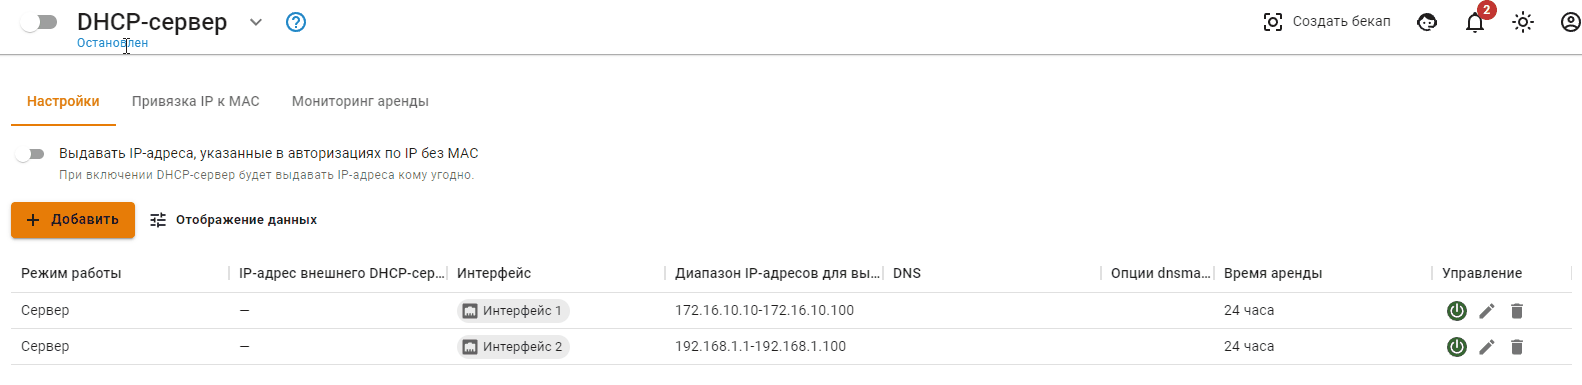 DHCP-сервер
Остановлен
Создать бекап
2
Настройки Привязка IP к MAC Мониторинг аренды
Выдавать IP-адреса, указанные в авторизациях по IP без MAC
При включении DHCP-сервер будет выдавать IP-адреса кому угодно.
+ Добавить Отображение данных
Режим работы IP-адрес внешнего DHCP-сер... Интерфейс Диапазон IP-адресов для вы... DNS Опции dnsma... Время аренды Управление
Сервер — Интерфейс 1 172.16.10.10-172.16.10.100 24 часа
Сервер — Интерфейс 2 192.168.1.1-192.168.1.100 24 часа